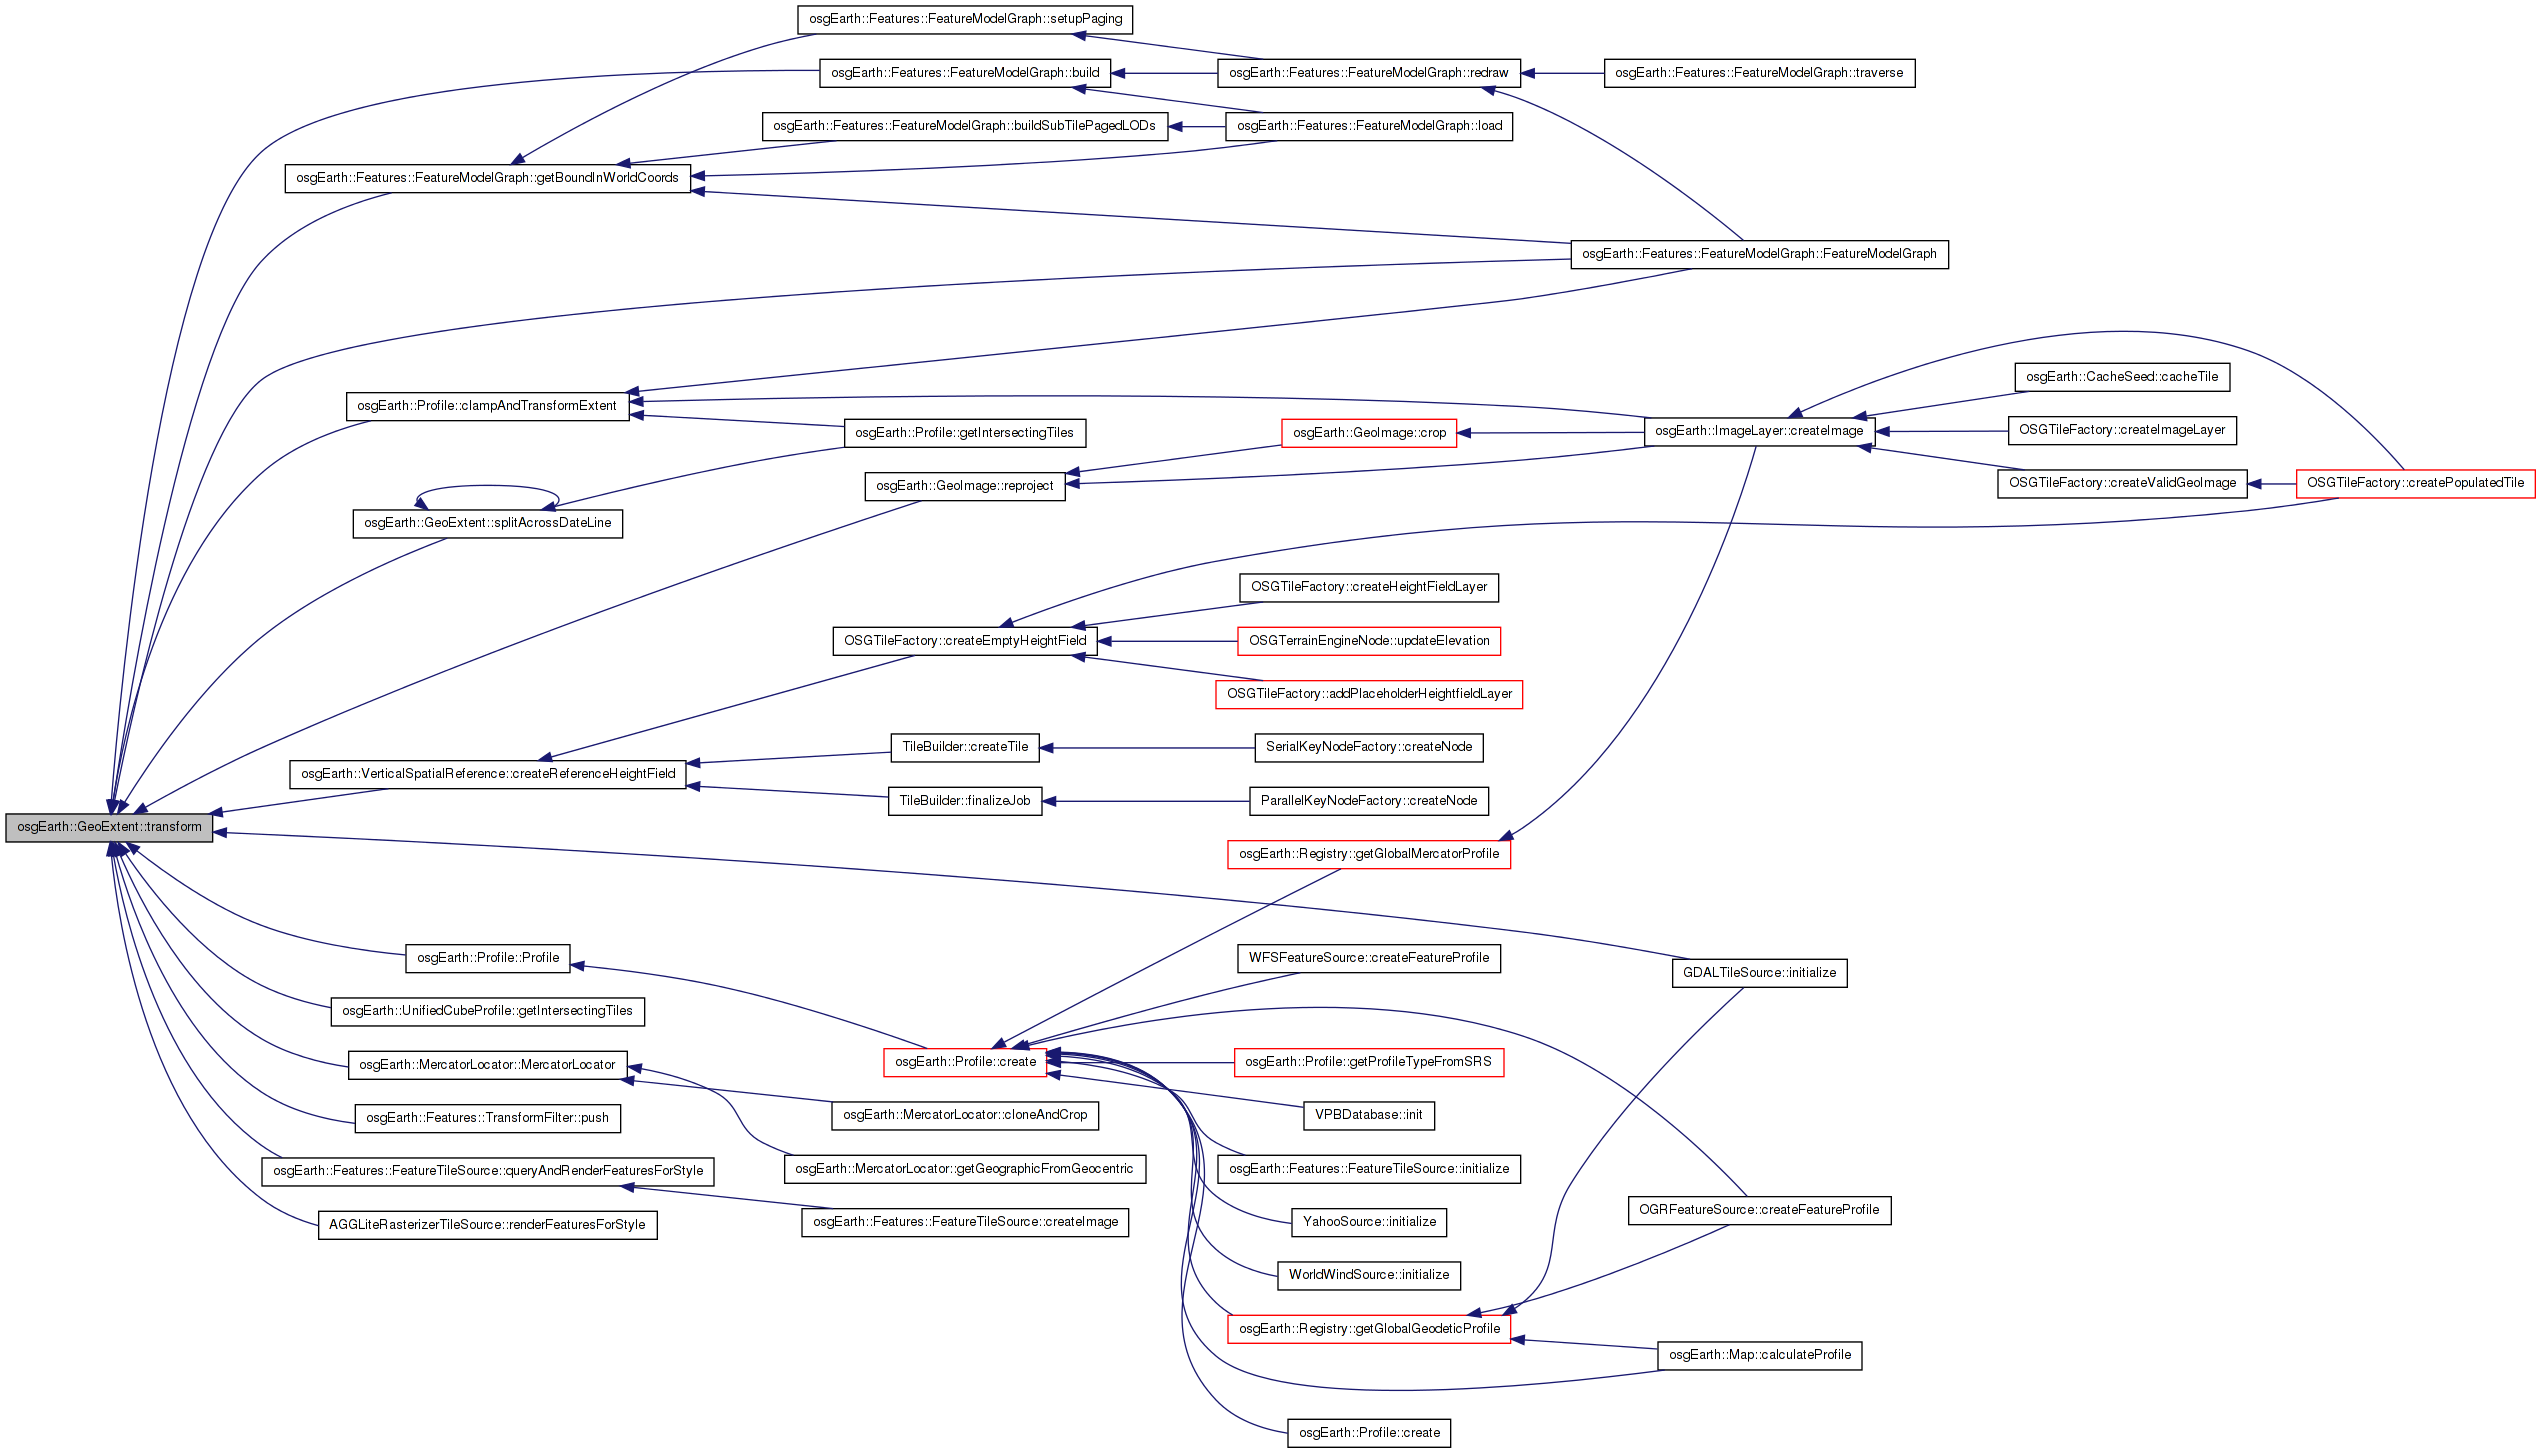 osgEarth::Features::FeatureModelGraph::setupPaging
osgEarth::Features::FeatureModelGraph::build
osgEarth::Features::FeatureModelGraph::redraw
osgEarth::Features::FeatureModelGraph::traverse
osgEarth::Features::FeatureModelGraph::buildSubTilePagedLODs
osgEarth::Features::FeatureModelGraph::load
osgEarth::Features::FeatureModelGraph::getBoundInWorldCoords
osgEarth::Features::FeatureModelGraph::FeatureModelGraph
osgEarth::CacheSeed::cacheTile
osgEarth::Profile::clampAndTransformExtent
osgEarth::Profile::getIntersectingTiles
osgEarth::GeoImage::crop
osgEarth::ImageLayer::createImage
OSGTileFactory::createImageLayer
osgEarth::GeoImage::reproject
OSGTileFactory::createValidGeoImage
OSGTileFactory::createPopulatedTile
osgEarth::GeoExtent::splitAcrossDateLine
OSGTileFactory::createHeightFieldLayer
OSGTileFactory::createEmptyHeightField
OSGTerrainEngineNode::updateElevation
OSGTileFactory::addPlaceholderHeightfieldLayer
TileBuilder::createTile
SerialKeyNodeFactory::createNode
osgEarth::VerticalSpatialReference::createReferenceHeightField
TileBuilder::finalizeJob
ParallelKeyNodeFactory::createNode
osgEarth::GeoExtent::transform
osgEarth::Registry::getGlobalMercatorProfile
osgEarth::Profile::Profile
WFSFeatureSource::createFeatureProfile
GDALTileSource::initialize
osgEarth::UnifiedCubeProfile::getIntersectingTiles
osgEarth::MercatorLocator::MercatorLocator
osgEarth::Profile::create
osgEarth::Profile::getProfileTypeFromSRS
osgEarth::Features::TransformFilter::push
osgEarth::MercatorLocator::cloneAndCrop
VPBDatabase::init
osgEarth::Features::FeatureTileSource::queryAndRenderFeaturesForStyle
osgEarth::MercatorLocator::getGeographicFromGeocentric
osgEarth::Features::FeatureTileSource::initialize
AGGLiteRasterizerTileSource::renderFeaturesForStyle
osgEarth::Features::FeatureTileSource::createImage
YahooSource::initialize
OGRFeatureSource::createFeatureProfile
WorldWindSource::initialize
osgEarth::Registry::getGlobalGeodeticProfile
osgEarth::Map::calculateProfile
osgEarth::Profile::create